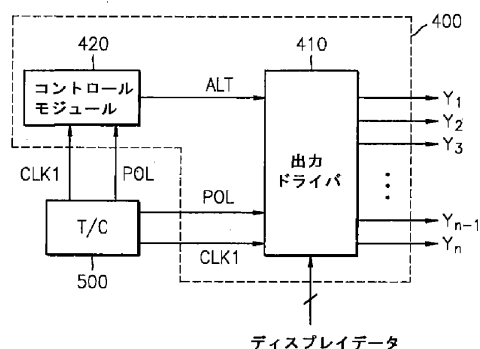 400
420
410
コントロール
モジュール
ALT
出力
ドライバ
Y1
Y2
Y3
CLK1
POL
T/C
500
POL
CLK1
Yn-1
Yn
ディスプレイデータ